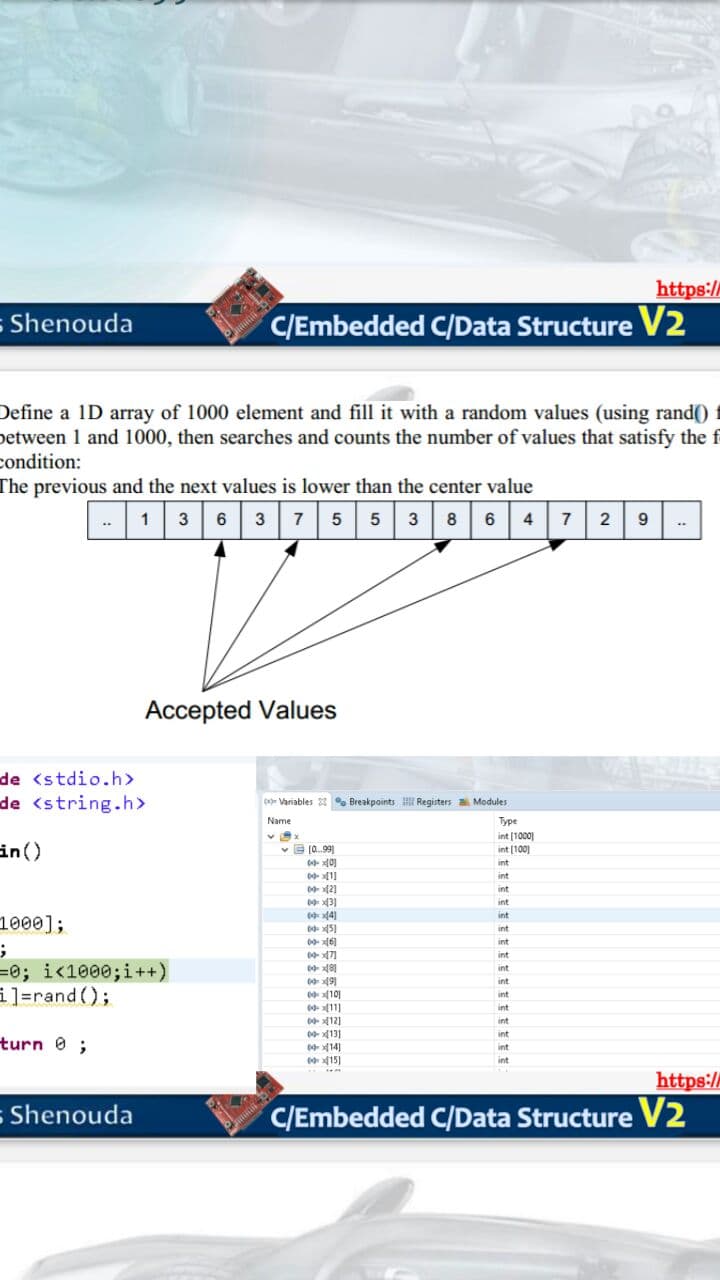 https://
Shenouda
C/Embedded C/Data Structure V2
Define a 1D array of 1000 element and fill it with a random values (using rand()
between 1 and 1000, then searches and counts the number of values that satisfy the
condition:
The previous and the next values is lower than the center value
.. 1 3 6 3 7 5 5 3 8 6 4 7 2 9 ..
Accepted Values
de <stdio.h>
de <string.h>
in()
1000];
;
=0; i<1000;i++)
i]=rand();
turn 0 ;
(x)= Variables Breakpoints Registers Modules
Name Type
x int [1000]
[0...99] int [100]
(x)= x[0] int
(x)= x[1] int
(x)= x[2] int
(x)= x[3] int
(x)= x[4] int
(x)= x[5] int
(x)= x[6] int
(x)= x[7] int
(x)= x[8] int
(x)= x[9] int
(x)= x[10] int
(x)= x[11] int
(x)= x[12] int
(x)= x[13] int
(x)= x[14] int
(x)= x[15] int
https://
Shenouda
C/Embedded C/Data Structure V2